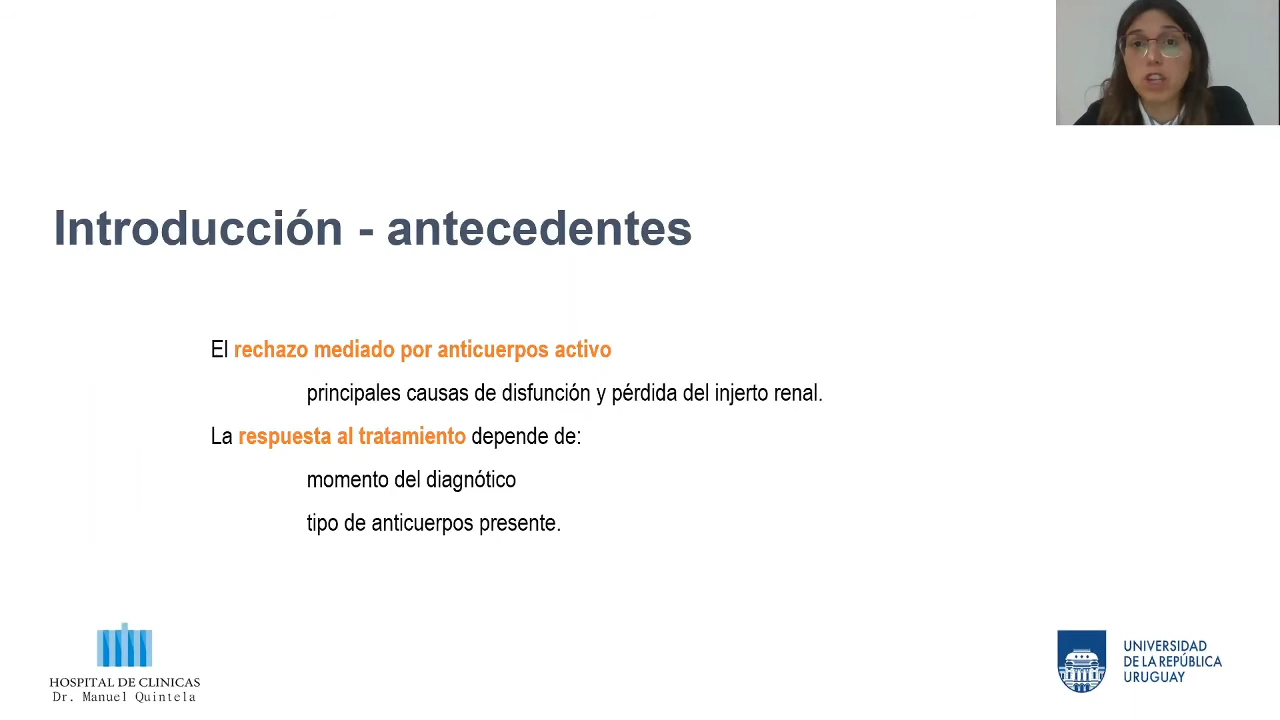 Introducción - antecedentes
El rechazo mediado por anticuerpos activo
principales causas de disfunción y pérdida del injerto renal.
La respuesta al tratamiento depende de:
momento del diagnótico
tipo de anticuerpos presente.
HOSPITAL DE CLINICAS
Dr. Manuel Quintela
UNIVERSIDAD
DE LA REPÚBLICA
URUGUAY